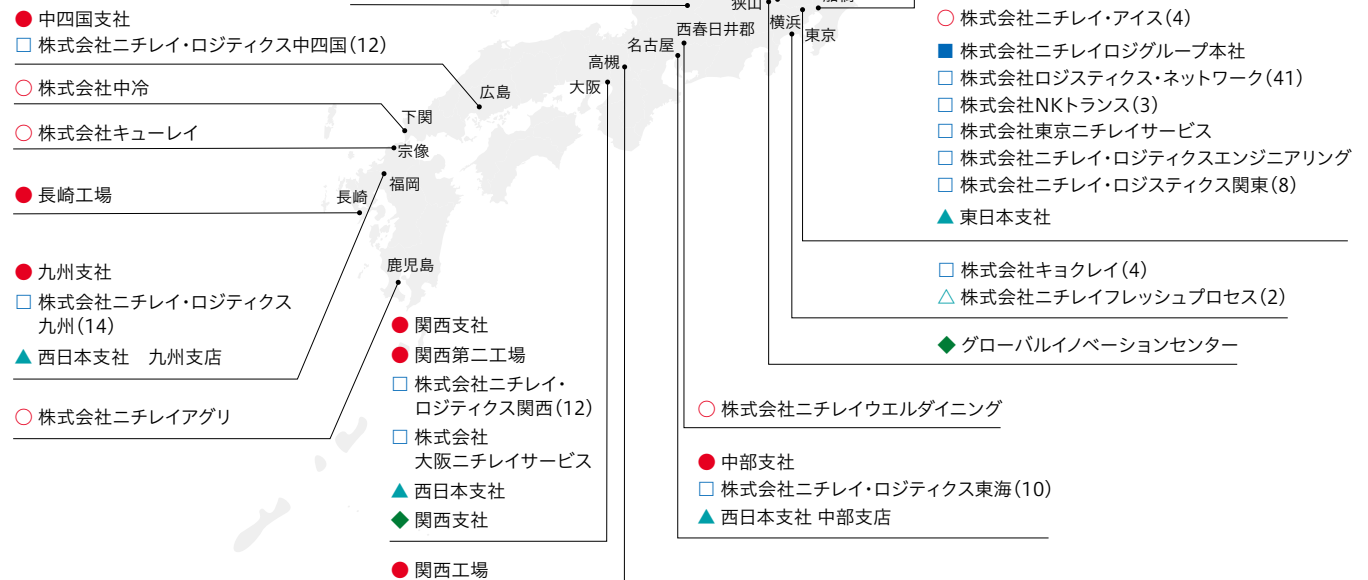 ● 中四国支社
□ 株式会社ニチレイ・ロジティクス中四国(12)
○ 株式会社中冷
○ 株式会社キューレイ
● 長崎工場
● 九州支社
□ 株式会社ニチレイ・ロジティクス
九州(14)
▲ 西日本支社 九州支店
○ 株式会社ニチレイアグリ
広島
下関
宗像
福岡
長崎
鹿児島
高槻
大阪
名古屋
西春日井郡
狭山
横浜
東京
● 関西支社
● 関西第二工場
□ 株式会社ニチレイ・
ロジティクス関西(12)
□ 株式会社
大阪ニチレイサービス
▲ 西日本支社
◆ 関西支社
● 関西工場
○ 株式会社ニチレイウエルダイニング
● 中部支社
□ 株式会社ニチレイ・ロジティクス東海(10)
▲ 西日本支社 中部支店
○ 株式会社ニチレイ・アイス(4)
■ 株式会社ニチレイロジグループ本社
□ 株式会社ロジスティクス・ネットワーク(41)
□ 株式会社NKトランス(3)
□ 株式会社東京ニチレイサービス
□ 株式会社ニチレイ・ロジティクスエンジニアリング
□ 株式会社ニチレイ・ロジスティクス関東(8)
▲ 東日本支社
□ 株式会社キョクレイ(4)
△ 株式会社ニチレイフレッシュプロセス(2)
◆ グローバルイノベーションセンター